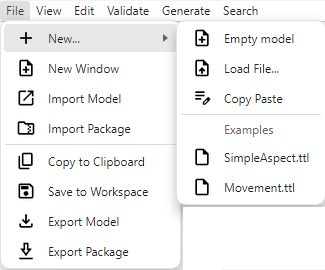 File View Edit Validate Generate Search
New...
New Window
Import Model
Import Package
Copy to Clipboard
Save to Workspace
Export Model
Export Package
Empty model
Load File...
Copy Paste
Examples
SimpleAspect.ttl
Movement.ttl